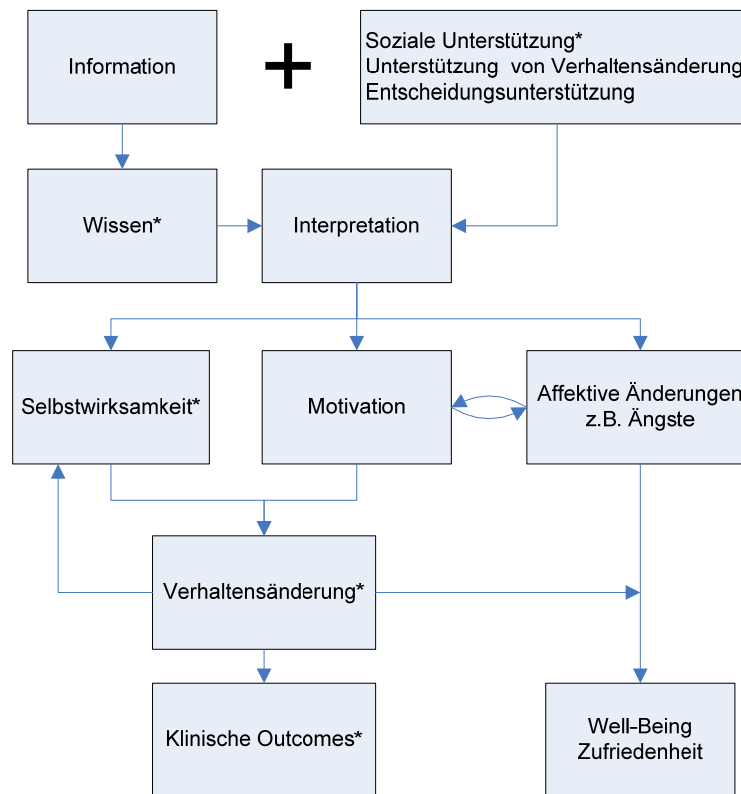 Information
+
Soziale Unterstützung*
Unterstützung von Verhaltensänderung
Entscheidungsunterstützung
Wissen*
Interpretation
Selbstwirksamkeit*
Motivation
Affektive Änderungen
z.B. Ängste
Verhaltensänderung*
Klinische Outcomes*
Well-Being
Zufriedenheit